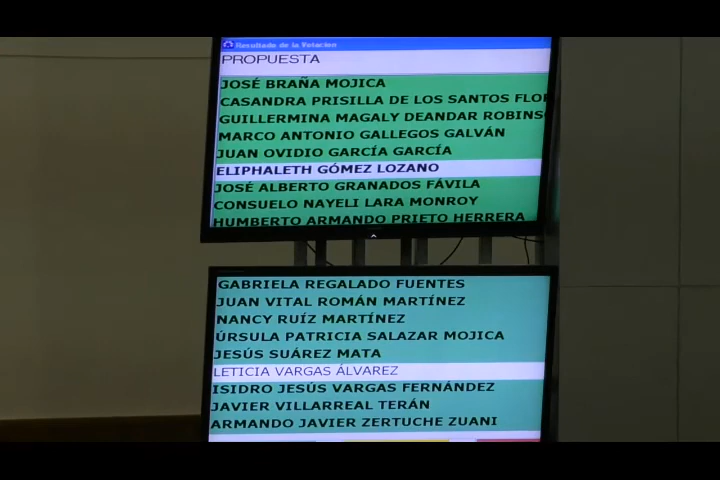 Resultado de la Votacion
PROPUESTA
JOSÉ BRAÑA MOJICA
CASANDRA PRISILLA DE LOS SANTOS FLOR
GUILLERMINA MAGALY DEANDAR ROBINSO
MARCO ANTONIO GALLEGOS GALVÁN
JUAN OVIDIO GARCÍA GARCÍA
ELIPHALETH GÓMEZ LOZANO
JOSÉ ALBERTO GRANADOS FÁVILA
CONSUELO NAYELI LARA MONROY
HUMBERTO ARMANDO PRIETO HERRERA
GABRIELA REGALADO FUENTES
JUAN VITAL ROMÁN MARTÍNEZ
NANCY RUÍZ MARTÍNEZ
ÚRSULA PATRICIA SALAZAR MOJICA
JESÚS SUÁREZ MATA
LETICIA VARGAS ÁLVAREZ
ISIDRO JESÚS VARGAS FERNÁNDEZ
JAVIER VILLARREAL TERÁN
ARMANDO JAVIER ZERTUCHE ZUANI